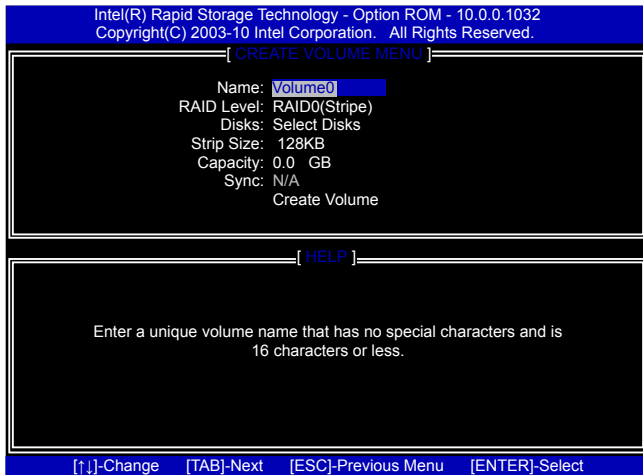 Intel(R) Rapid Storage Technology - Option ROM - 10.0.0.1032
Copyright(C) 2003-10 Intel Corporation. All Rights Reserved.
[ CREATE VOLUME MENU ]
Name: Volume0
RAID Level: RAID0(Stripe)
Disks: Select Disks
Strip Size: 128KB
Capacity: 0.0 GB
Sync: N/A
Create Volume
[ HELP ]
Enter a unique volume name that has no special characters and is
16 characters or less.
[↑↓]-Change [TAB]-Next [ESC]-Previous Menu [ENTER]-Select